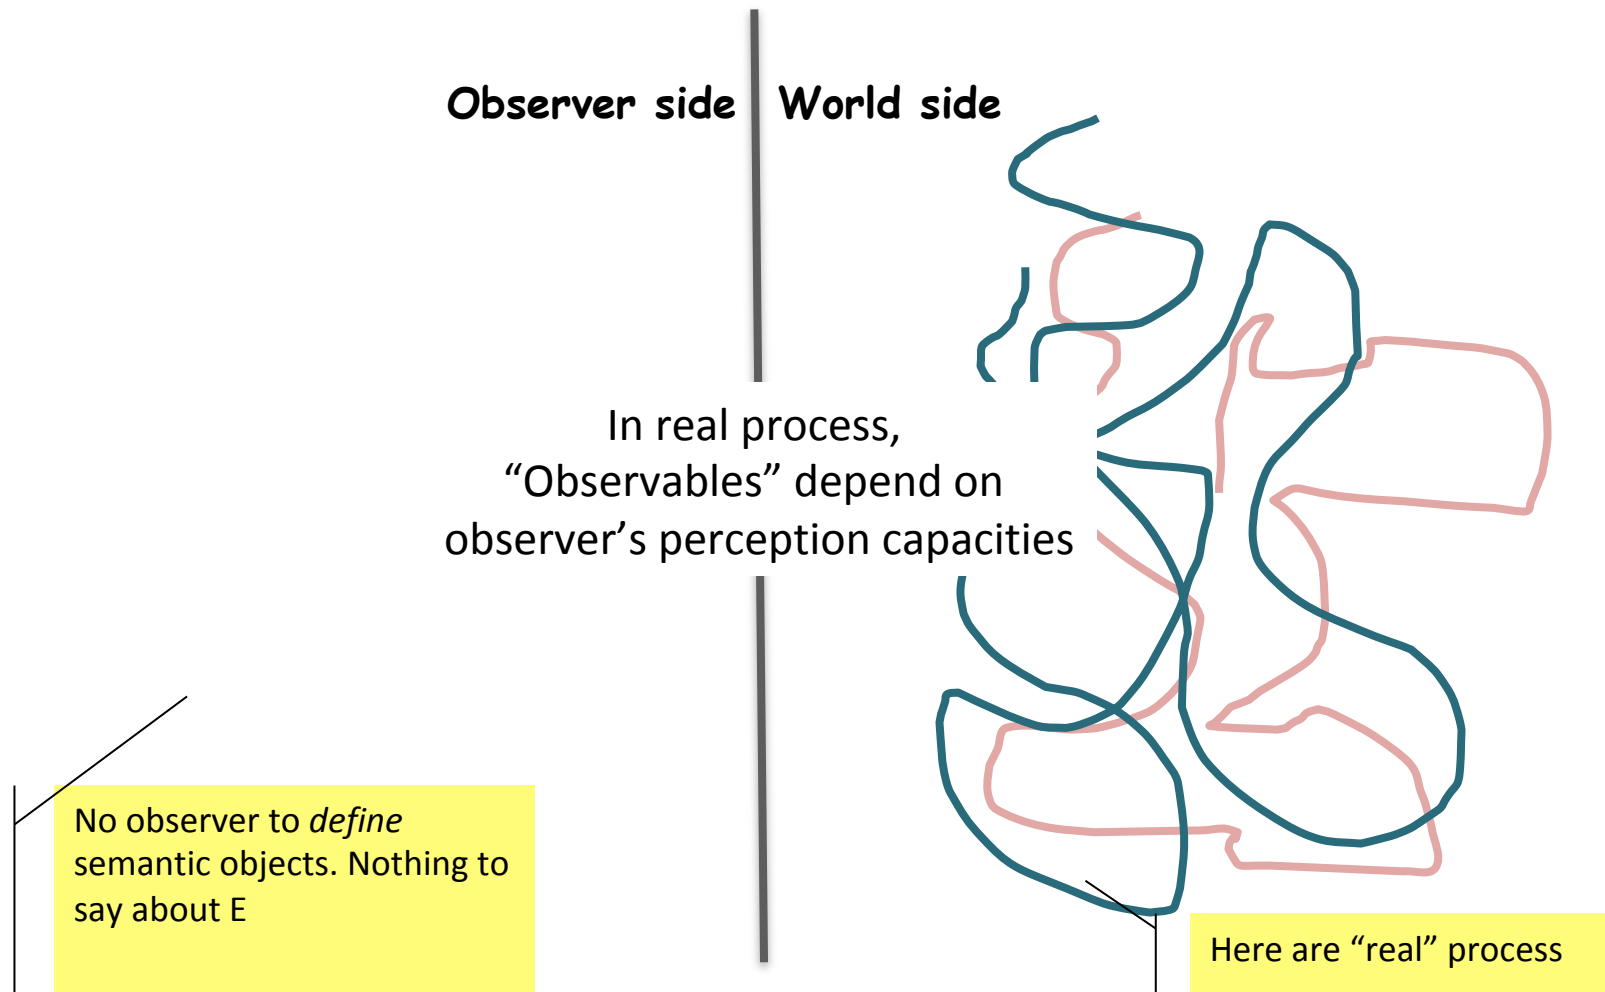 Observer side
World side
In real process,
“Observables” depend on
observer’s perception capacities
No observer to define
semantic objects. Nothing to
say about E
Here are “real” process